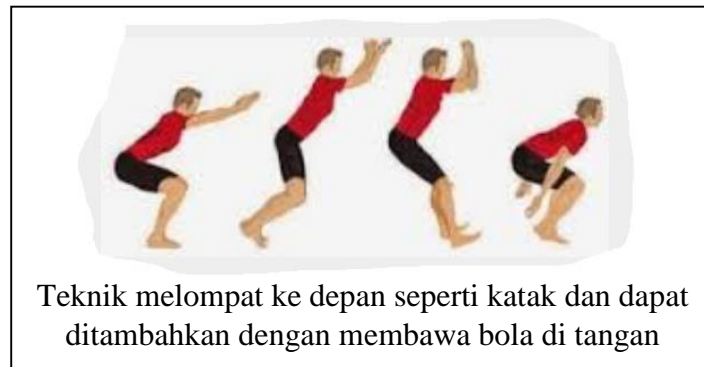 Teknik melompat ke depan seperti katak dan dapat
ditambahkan dengan membawa bola di tangan